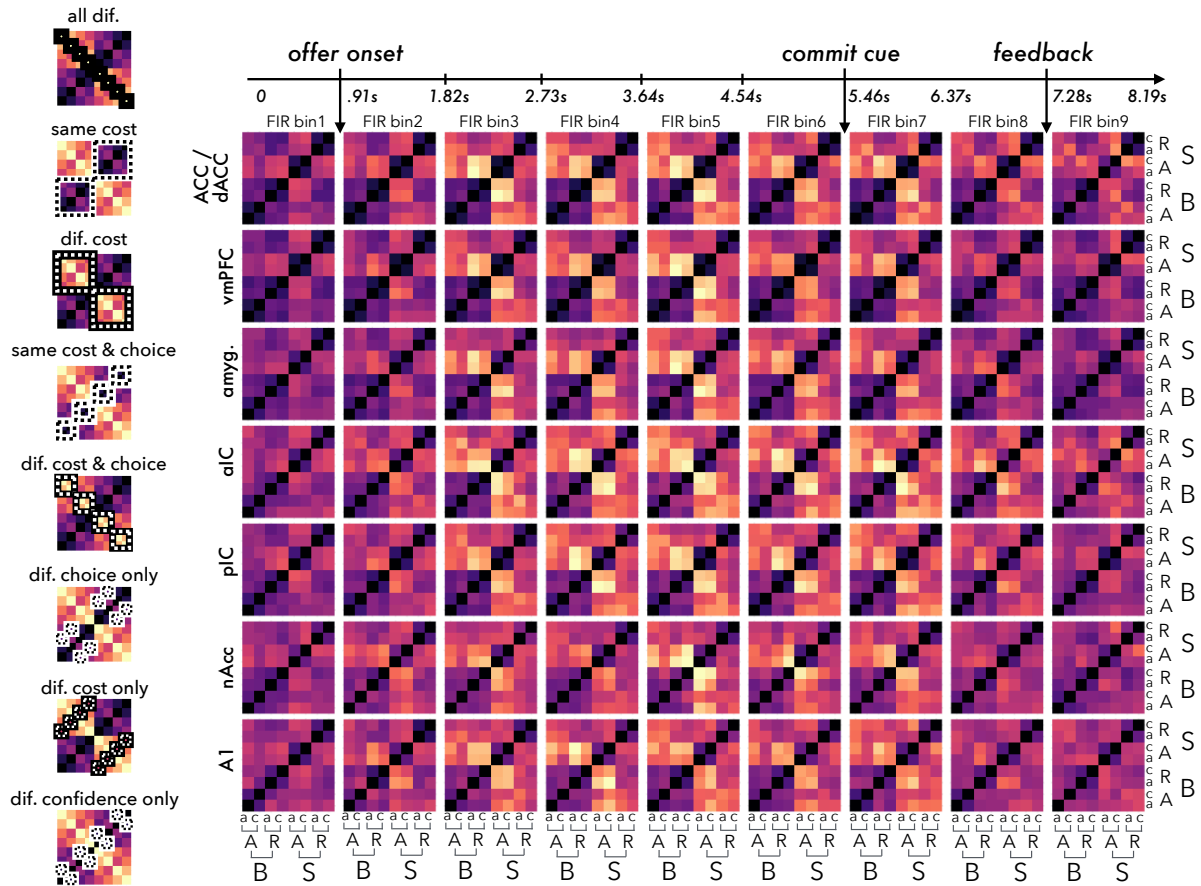 all dif.
same cost
dif. cost
same cost & choice
dif. cost & choice
dif. choice only
dif. cost only
dif. confidence only
offer onset commit cue feedback
0 .91s 1.82s 2.73s 3.64s 4.54s 5.46s 6.37s 7.28s 8.19s
FIR bin1 FIR bin2 FIR bin3 FIR bin4 FIR bin5 FIR bin6 FIR bin7 FIR bin8 FIR bin9
ACC/
dACC
vmPFC
amyg.
aIC
pIC
nAcc
A1
c
a R
c
a A S
c
a R
c
a A B
c
a R
c
a A S
c
a R
c
a A B
c
a R
c
a A S
c
a R
c
a A B
c
a R
c
a A S
c
a R
c
a A B
c
a R
c
a A S
c
a R
c
a A B
c
a R
c
a A S
c
a R
c
a A B
c
a R
c
a A S
c
a R
c
a A B
a c a c a c a c a c a c a c a c a c a c a c a c a c a c a c a c a c a c a c a c a c a c a c a c a c a c a c a c a c a c a c a c a c a c a c a c
A R A R A R A R A R A R A R A R A R A R A R A R A R A R A R A R A R A R
B S B S B S B S B S B S B S B S B S